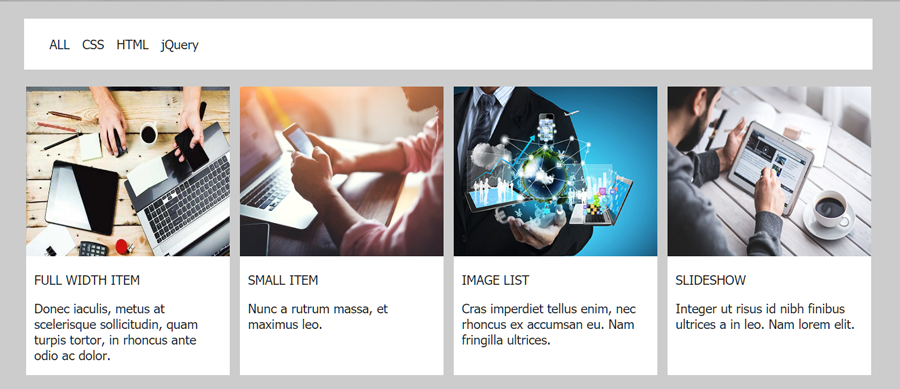 ALL CSS HTML jQuery
FULL WIDTH ITEM
Donec iaculis, metus at
scelerisque sollicitudin, quam
turpis tortor, in rhoncus ante
odio ac dolor.
SMALL ITEM
Nunc a rutrum massa, et
maximus leo.
IMAGE LIST
Cras imperdiet tellus enim, nec
rhoncus ex accumsan eu. Nam
fringilla ultrices.
SLIDESHOW
Integer ut risus id nibh finibus
ultrices a in leo. Nam lorem elit.